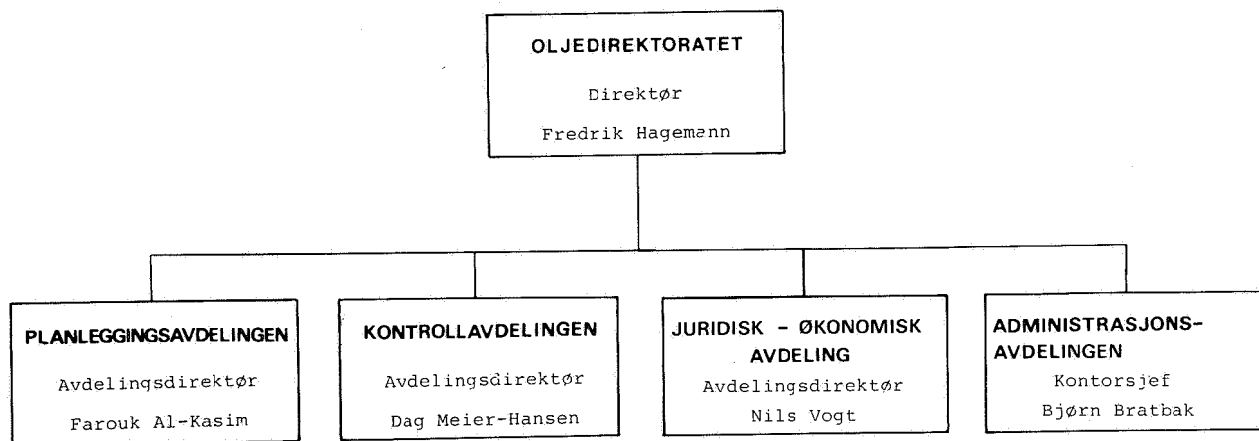 OLJEDIREKTORATET
Direktør
Fredrik Hagemann
PLANLEGGINGSAVDELINGEN
Avdelingsdirektør
Farouk Al-Kasim
KONTROLLAVDELINGEN
Avdelingsdirektør
Dag Meier-Hansen
JURIDISK – ØKONOMISK
AVDELING
Avdelingsdirektør
Nils Vogt
ADMINISTRASJONS-
AVDELINGEN
Kontorsjef
Bjørn Bratbak